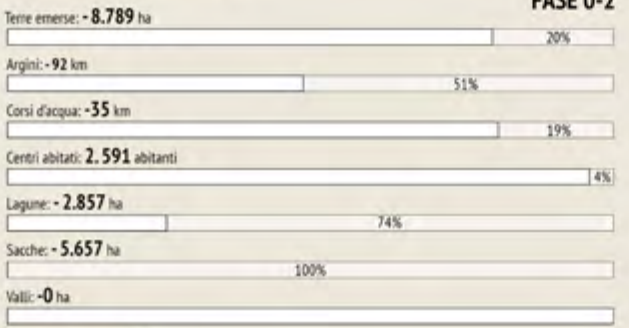 FASE 0-2
Terre emerse: - 8.789 ha
20%
Argini: - 92 km
51%
Corsi d'acqua: -35 km
19%
Centri abitati: 2.591 abitanti
4%
Lagune: - 2.857 ha
74%
Sacche: - 5.657 ha
100%
Valli: -0 ha